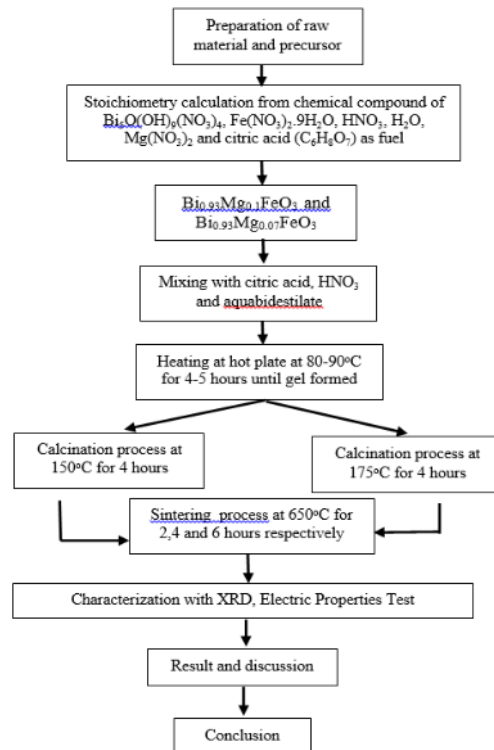 Preparation of raw
material and precursor
Stoichiometry calculation from chemical compound of
Bi₅O(OH)₉(NO₃)₄, Fe(NO₃)₂.9H₂O, HNO₃, H₂O,
Mg(NO₃)₂ and citric acid (C₆H₈O₇) as fuel
Bi₀.₉₃Mg₀.₁FeO₃ and
Bi₀.₉₃Mg₀.₀₇FeO₃
Mixing with citric acid, HNO₃
and aquabidestilate
Heating at hot plate at 80-90°C
for 4-5 hours until gel formed
Calcination process at
150°C for 4 hours
Calcination process at
175°C for 4 hours
Sintering process at 650°C for
2,4 and 6 hours respectively
Characterization with XRD, Electric Properties Test
Result and discussion
Conclusion